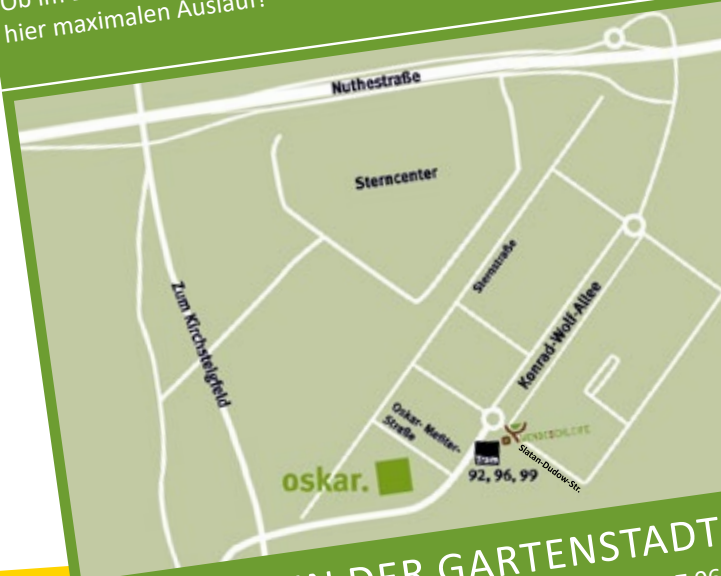 hier maximalen Auslauf!
Nuthestraße
Sterncenter
Sternstraße
Zum Kirchsteigfeld
Konrad-Wolf-Allee
Oskar-Meßter-
Straße
WENDESCHLEIFE
Slatan-Dudow-Str.
Tram
92, 96, 99
oskar.
DER GARTENSTADT